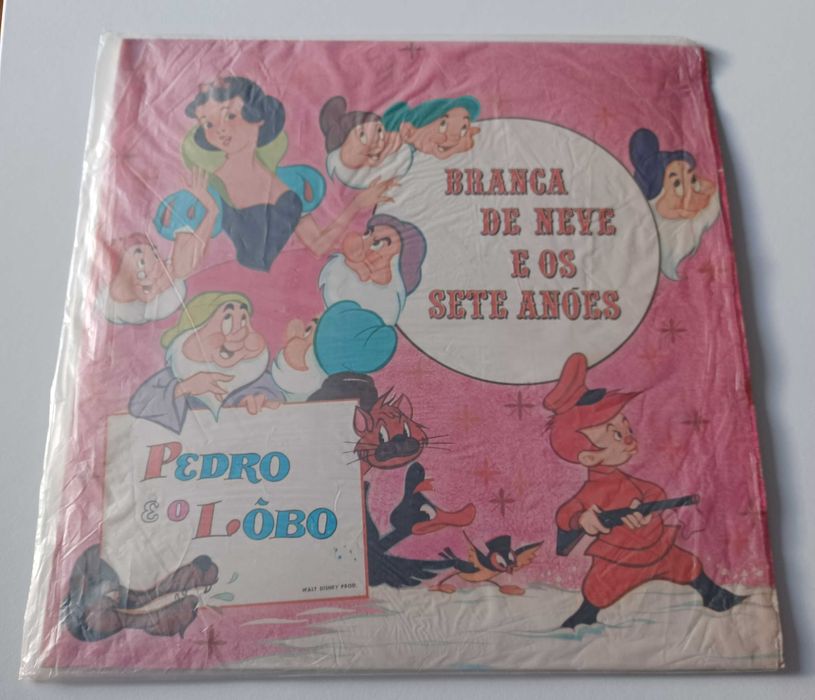 BRANCA
DE NEVE
E OS
SETE ANÕES
PEDRO
E O LÔBO
WALT DISNEY PROD.